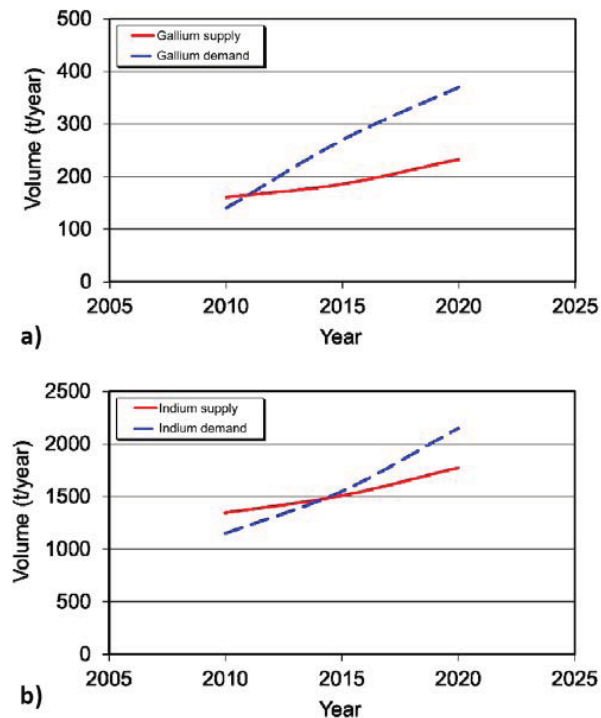 500
400
300
200
100
0
Volume (t/year)
Gallium supply
Gallium demand
2005 2010 2015 2020 2025
Year
a)
2500
2000
1500
1000
500
0
Volume (t/year)
Indium supply
Indium demand
2005 2010 2015 2020 2025
Year
b)